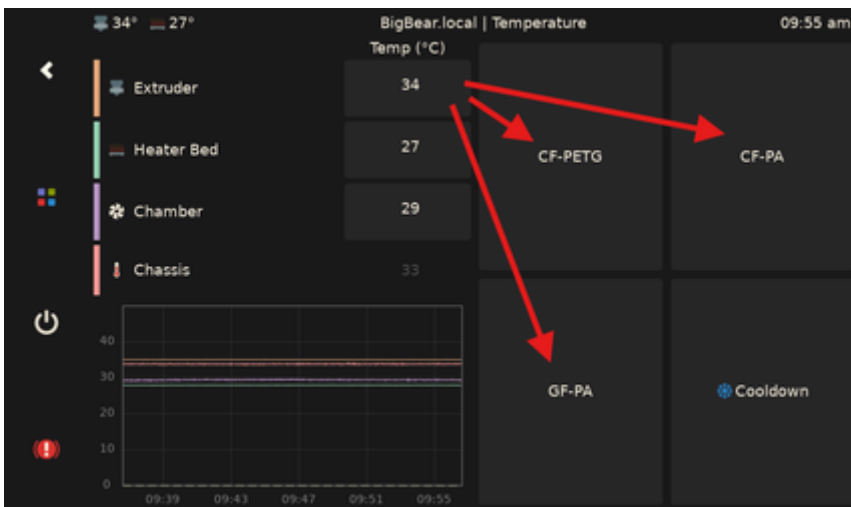 34° 27° BigBear.local | Temperature 09:55 am
Temp (°C)
Extruder 34
Heater Bed 27
Chamber 29
Chassis 33
CF-PETG CF-PA
GF-PA Cooldown
40
30
20
10
0
09:39 09:43 09:47 09:51 09:55